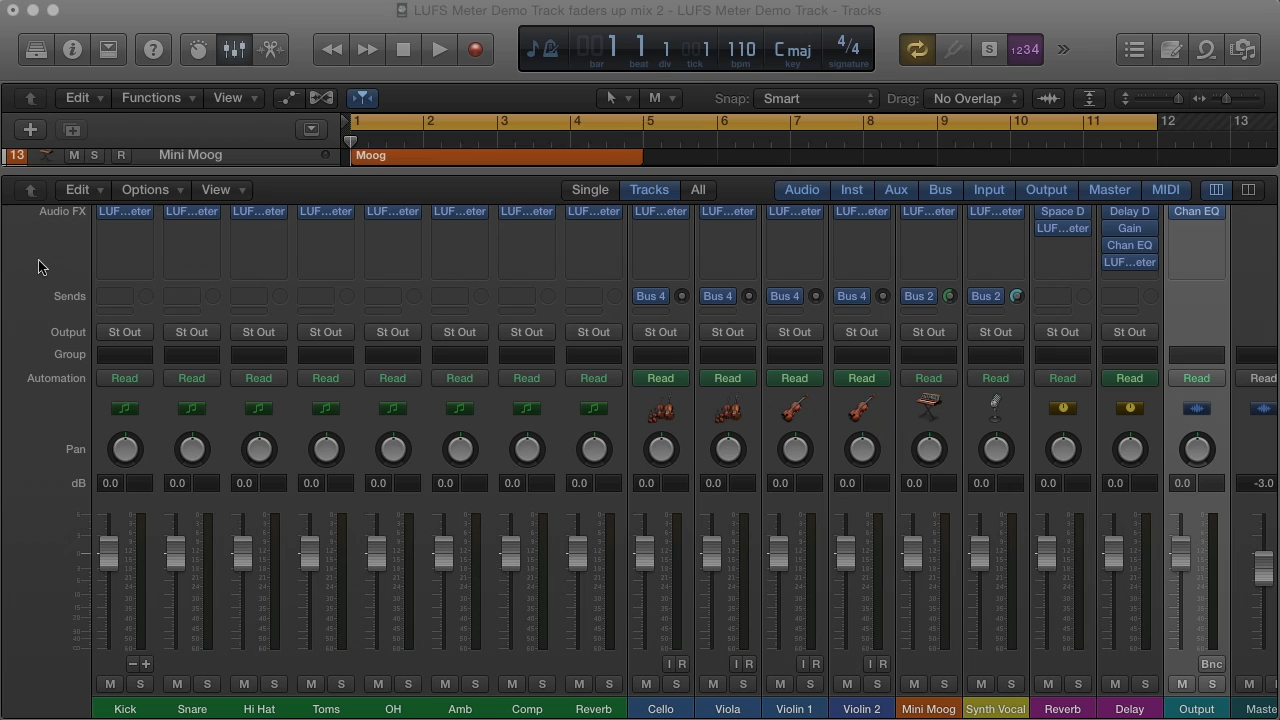 LUFS Meter Demo Track faders up mix 2 - LUFS Meter Demo Track - Tracks
001 1 1 001 110 C maj 4/4
bar beat div tick bpm key signature
S 1234
Edit Functions View M Snap: Smart Drag: No Overlap
1 2 3 4 5 6 7 8 9 10 11 12 13
13 M S R Mini Moog Moog
Edit Options View Single Tracks All Audio Inst Aux Bus Input Output Master MIDI
Audio FX LUF...eter LUF...eter LUF...eter LUF...eter LUF...eter LUF...eter LUF...eter LUF...eter LUF...eter LUF...eter LUF...eter LUF...eter LUF...eter LUF...eter Space D Delay D Chan EQ
LUF...eter Gain
Chan EQ
LUF...eter
Sends Bus 4 Bus 4 Bus 4 Bus 4 Bus 2 Bus 2
Output St Out St Out St Out St Out St Out St Out St Out St Out St Out St Out St Out St Out St Out St Out St Out St Out
Group
Automation Read Read Read Read Read Read Read Read Read Read Read Read Read Read Read Read Read Read
Pan
dB 0.0 0.0 0.0 0.0 0.0 0.0 0.0 0.0 0.0 0.0 0.0 0.0 0.0 0.0 0.0 0.0 0.0 -3.0
I R I R I R I R Bnc
M S M S M S M S M S M S M S M S M S M S M S M S M S M S M S M S M S M
Kick Snare Hi Hat Toms OH Amb Comp Reverb Cello Viola Violin 1 Violin 2 Mini Moog Synth Vocal Reverb Delay Output Maste